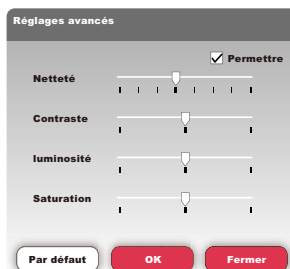 Réglages avancés
Permettre
Netteté
Contraste
luminosité
Saturation
Par défaut
OK
Fermer